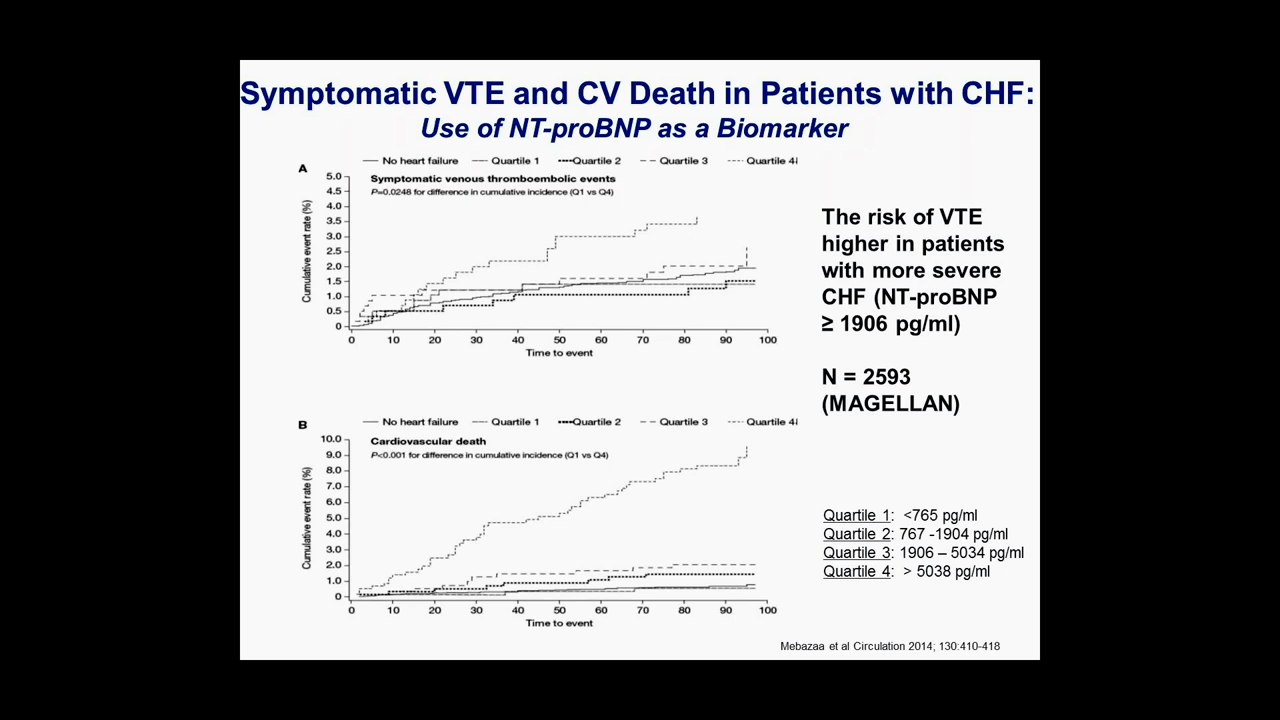 Symptomatic VTE and CV Death in Patients with CHF:
Use of NT-proBNP as a Biomarker
A
No heart failure Quartile 1 Quartile 2 Quartile 3 Quartile 4
Symptomatic venous thromboembolic events
P=0.0248 for difference in cumulative incidence (Q1 vs Q4)
Cumulative event rate (%)
5.0
4.5
4.0
3.5
3.0
2.5
2.0
1.5
1.0
0.5
0
0 10 20 30 40 50 60 70 80 90 100
Time to event
The risk of VTE
higher in patients
with more severe
CHF (NT-proBNP
≥ 1906 pg/ml)
N = 2593
(MAGELLAN)
B
No heart failure Quartile 1 Quartile 2 Quartile 3 Quartile 4
Cardiovascular death
P<0.001 for difference in cumulative incidence (Q1 vs Q4)
Cumulative event rate (%)
10.0
9.0
8.0
7.0
6.0
5.0
4.0
3.0
2.0
1.0
0
0 10 20 30 40 50 60 70 80 90 100
Time to event
Quartile 1: <765 pg/ml
Quartile 2: 767 -1904 pg/ml
Quartile 3: 1906 – 5034 pg/ml
Quartile 4: > 5038 pg/ml
Mebazaa et al Circulation 2014; 130:410-418